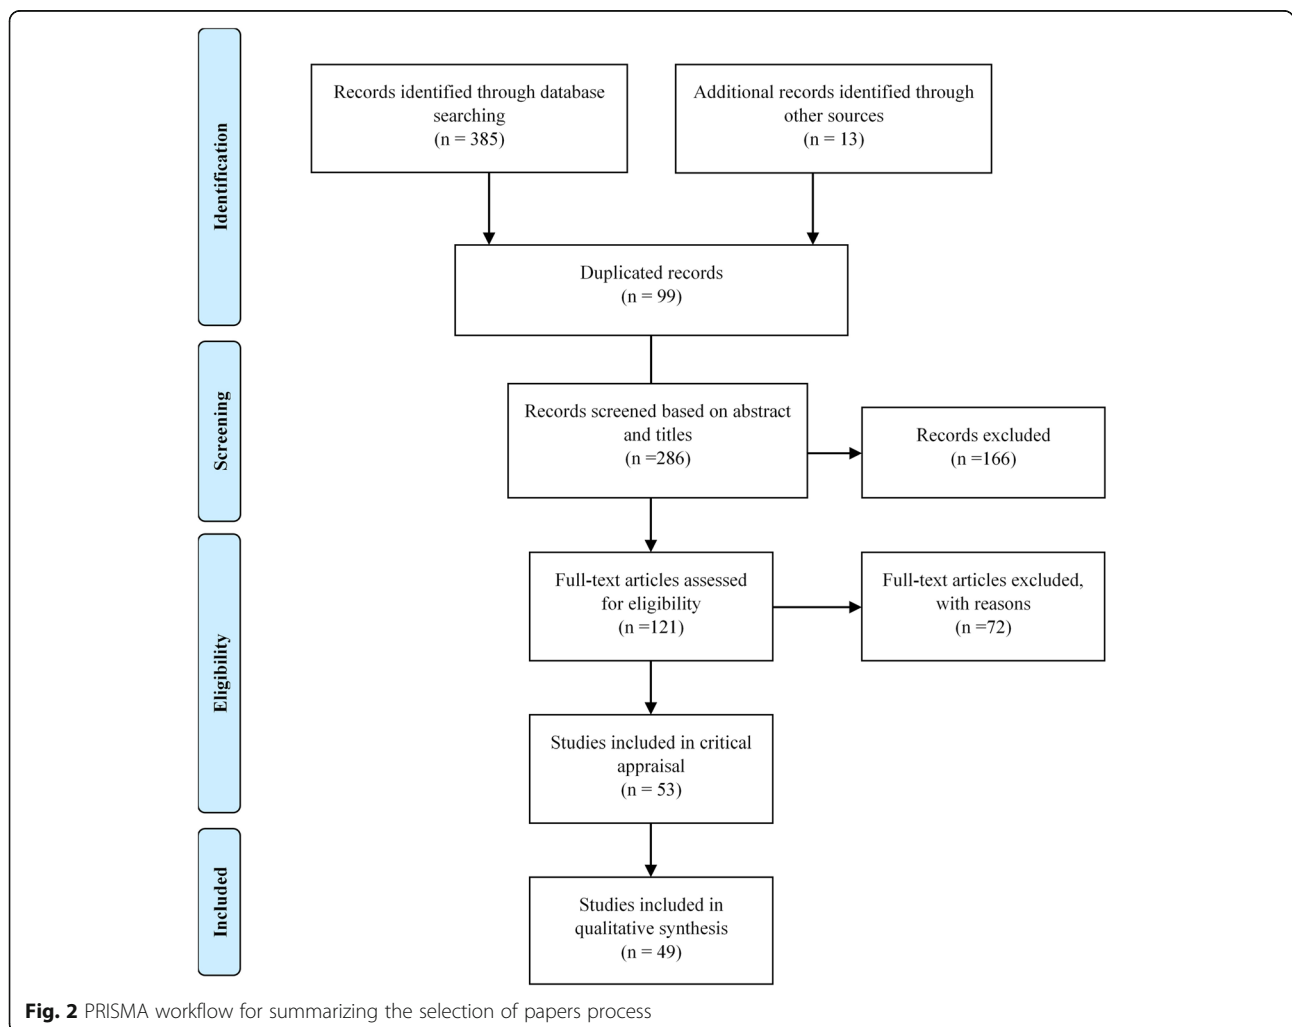 Identification
Records identified through database
searching
(n = 385)
Additional records identified through
other sources
(n = 13)
Duplicated records
(n = 99)
Screening
Records screened based on abstract
and titles
(n =286)
Records excluded
(n =166)
Eligibility
Full-text articles assessed
for eligibility
(n =121)
Full-text articles excluded,
with reasons
(n =72)
Studies included in critical
appraisal
(n = 53)
Included
Studies included in
qualitative synthesis
(n = 49)
Fig. 2 PRISMA workflow for summarizing the selection of papers process